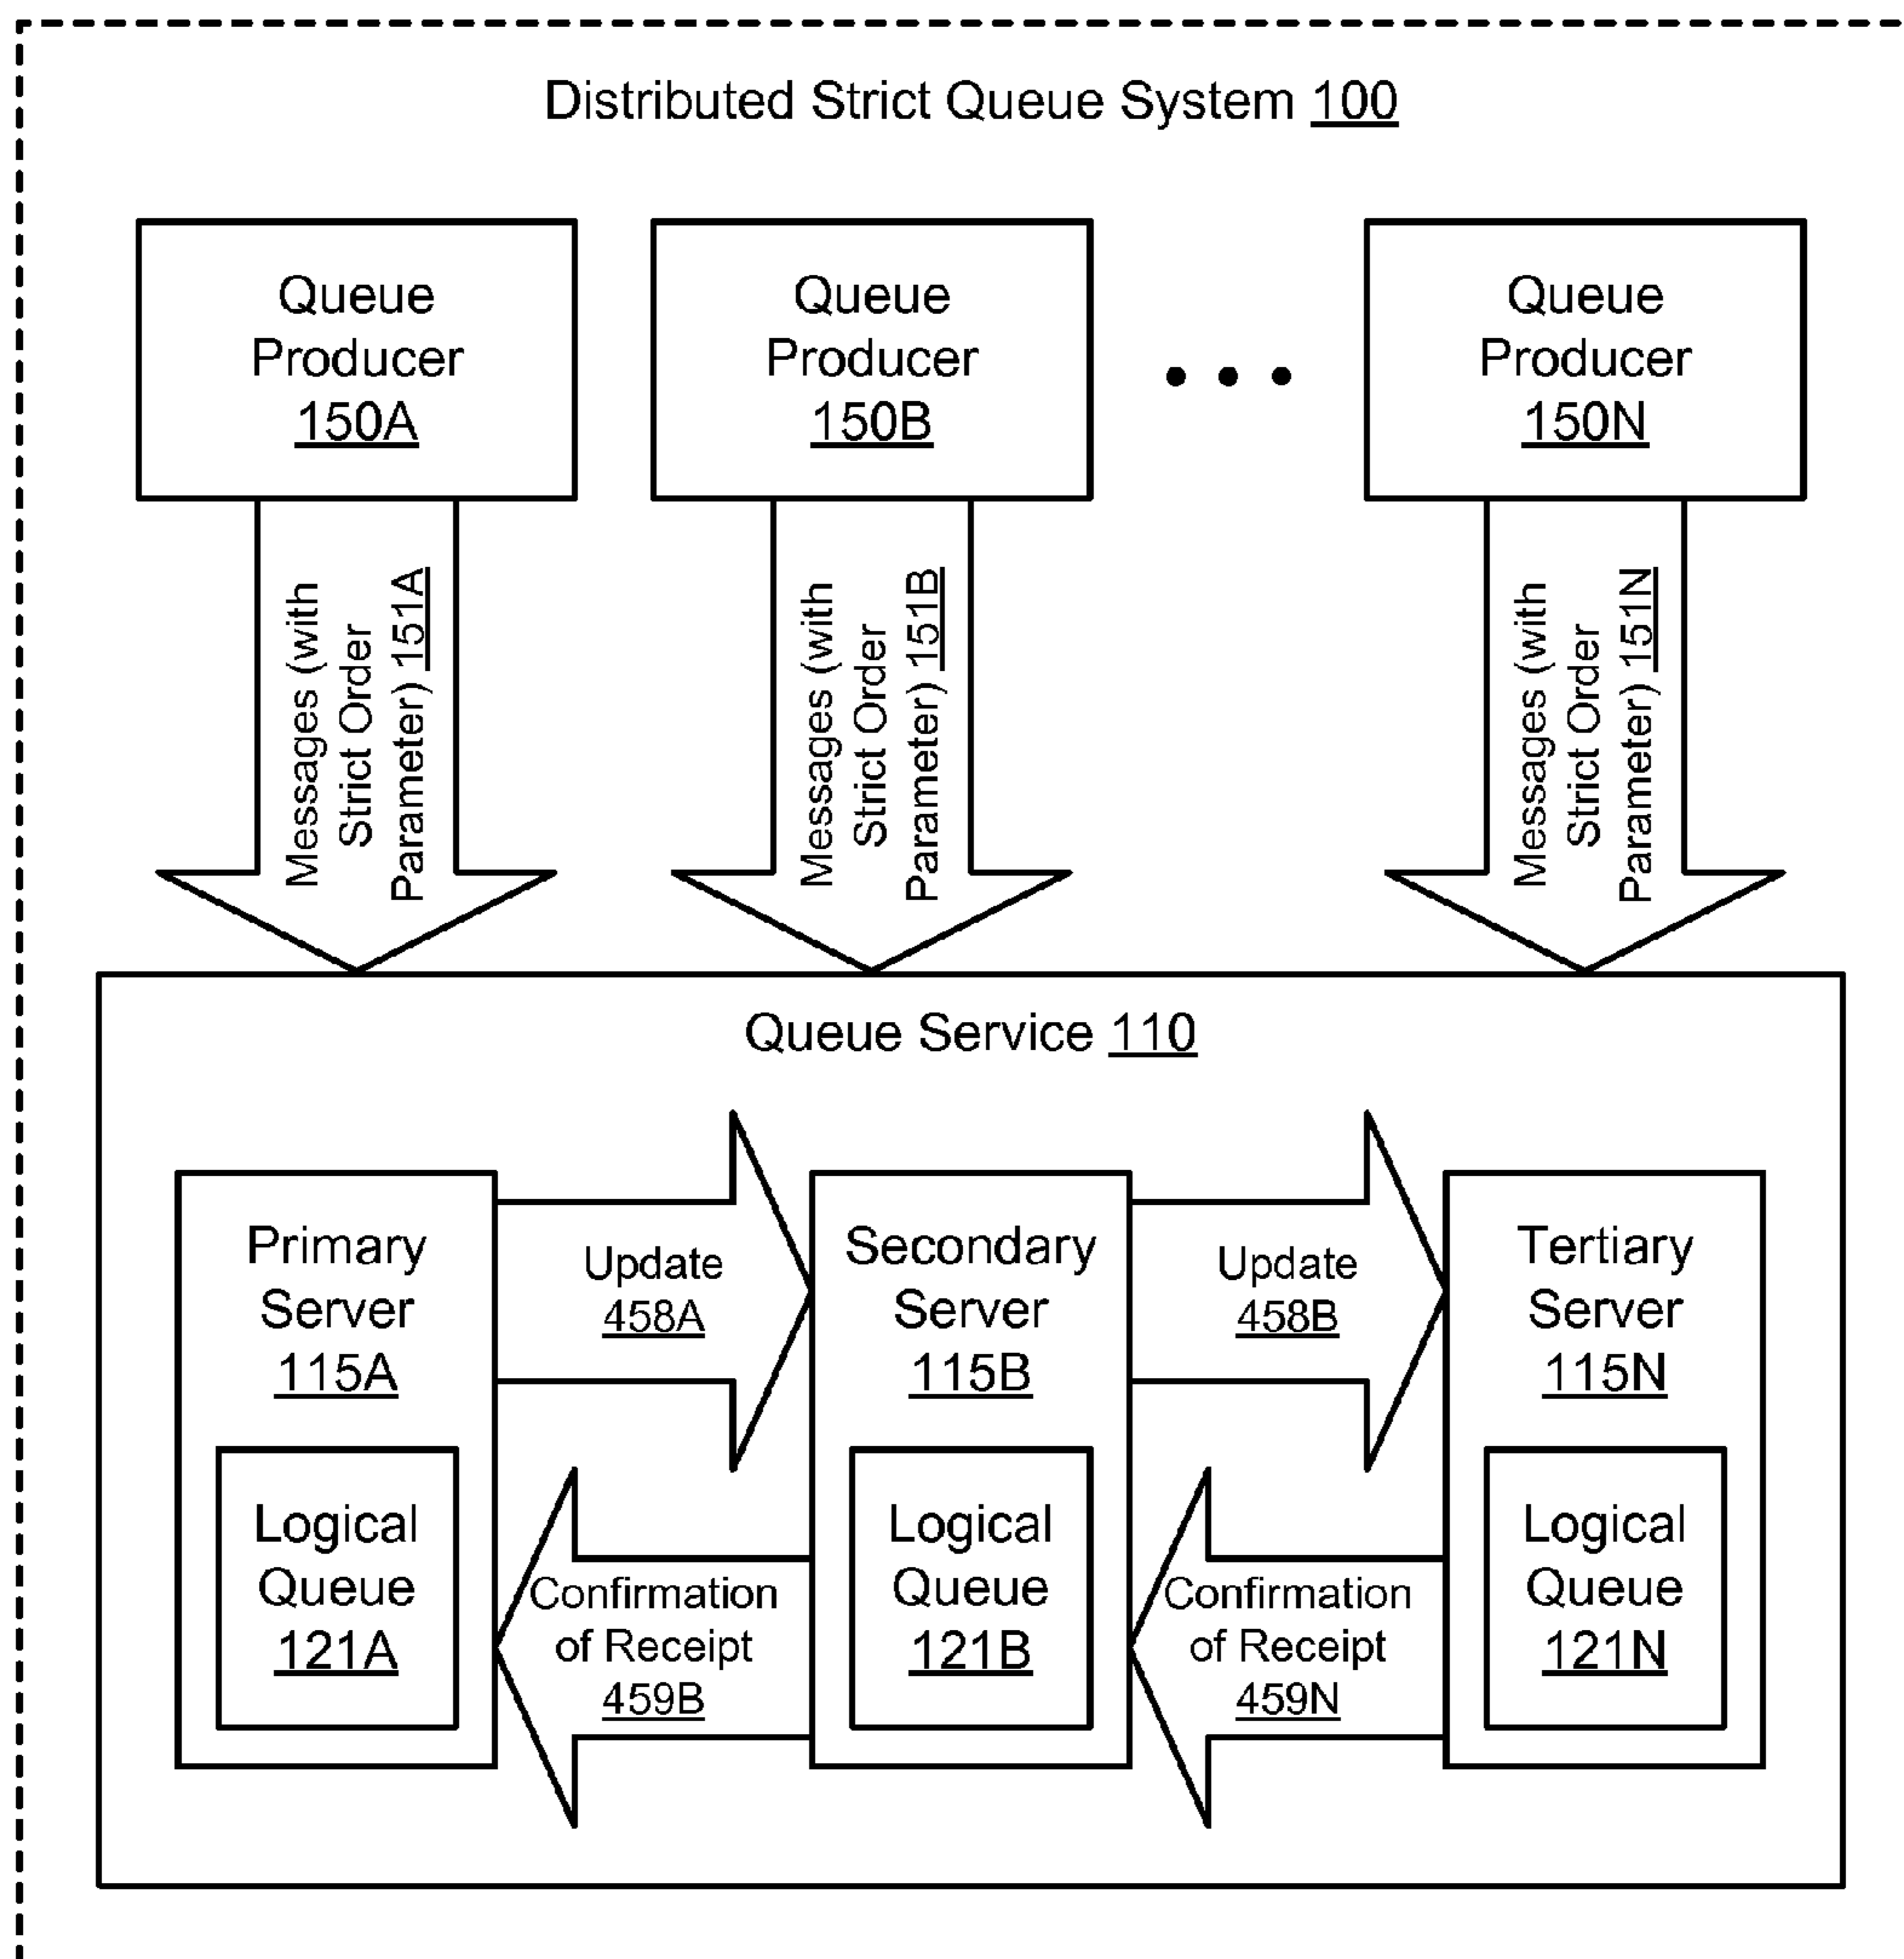 Distributed Strict Queue System 100
Queue
Producer
150A
Queue
Producer
150B
Queue
Producer
150N
Messages (with
Strict Order
Parameter) 151A
Messages (with
Strict Order
Parameter) 151B
Messages (with
Strict Order
Parameter) 151N
Queue Service 110
Primary
Server
115A
Update
458A
Secondary
Server
115B
Update
458B
Tertiary
Server
115N
Logical
Queue
121A
Confirmation
of Receipt
459B
Logical
Queue
121B
Confirmation
of Receipt
459N
Logical
Queue
121N